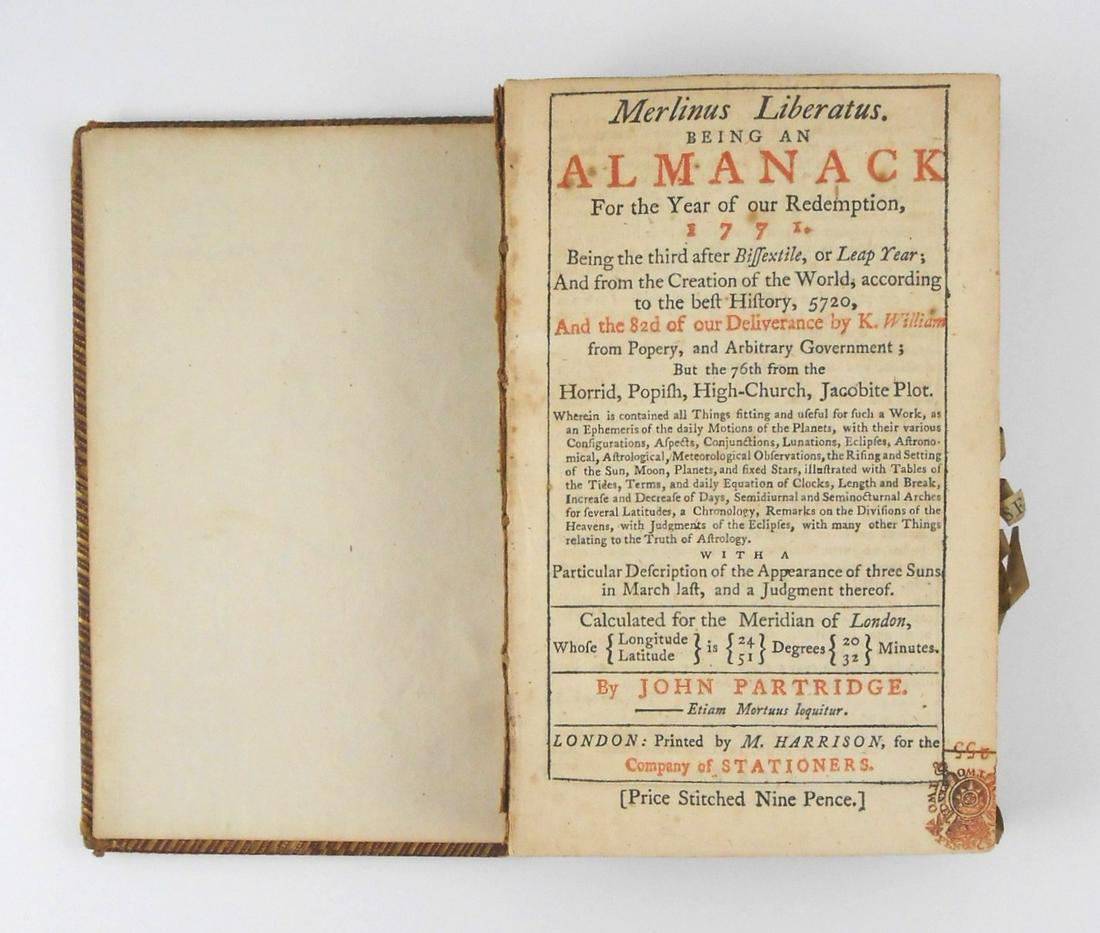 Merlinus Liberatus.
BEING AN
ALMANACK
For the Year of our Redemption,
1771.
Being the third after Biſſextile, or Leap Year;
And from the Creation of the World, according
to the beſt Hiſtory, 5720,
And the 82d of our Deliverance by K. William
from Popery, and Arbitrary Government;
But the 76th from the
Horrid, Popiſh, High-Church, Jacobite Plot.
Wherein is contained all Things fitting and uſeful for ſuch a Work, as
an Ephemeris of the daily Motions of the Planets, with their various
Configurations, Aſpects, Conjunctions, Lunations, Eclipſes, Aſtrono-
mical, Aſtrological, Meteorological Obſervations, the Riſing and Setting
of the Sun, Moon, Planets, and fixed Stars, illuſtrated with Tables of
the Tides, Terms, and daily Equation of Clocks, Length and Break,
Increaſe and Decreaſe of Days, Semidiurnal and Seminocturnal Arches
for ſeveral Latitudes, a Chronology, Remarks on the Diviſions of the
Heavens, with Judgments of the Eclipſes, with many other Things
relating to the Truth of Aſtrology.
WITH A
Particular Deſcription of the Appearance of three Suns
in March laſt, and a Judgment thereof.
Calculated for the Meridian of London,
Whoſe { Longitude } is { 24 } Degrees { 20 } Minutes.
Latitude 51 32
By JOHN PARTRIDGE.
—— Etiam Mortuus loquitur.
LONDON: Printed by M. HARRISON, for the
Company of STATIONERS.
[Price Stitched Nine Pence.]
255
TWO
TWO
SE